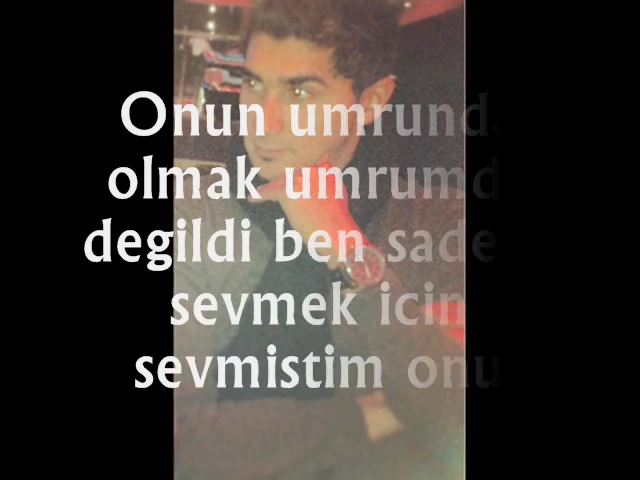 Onun umrund
olmak umrumd
degildi ben sade
sevmek icin
sevmistim onu